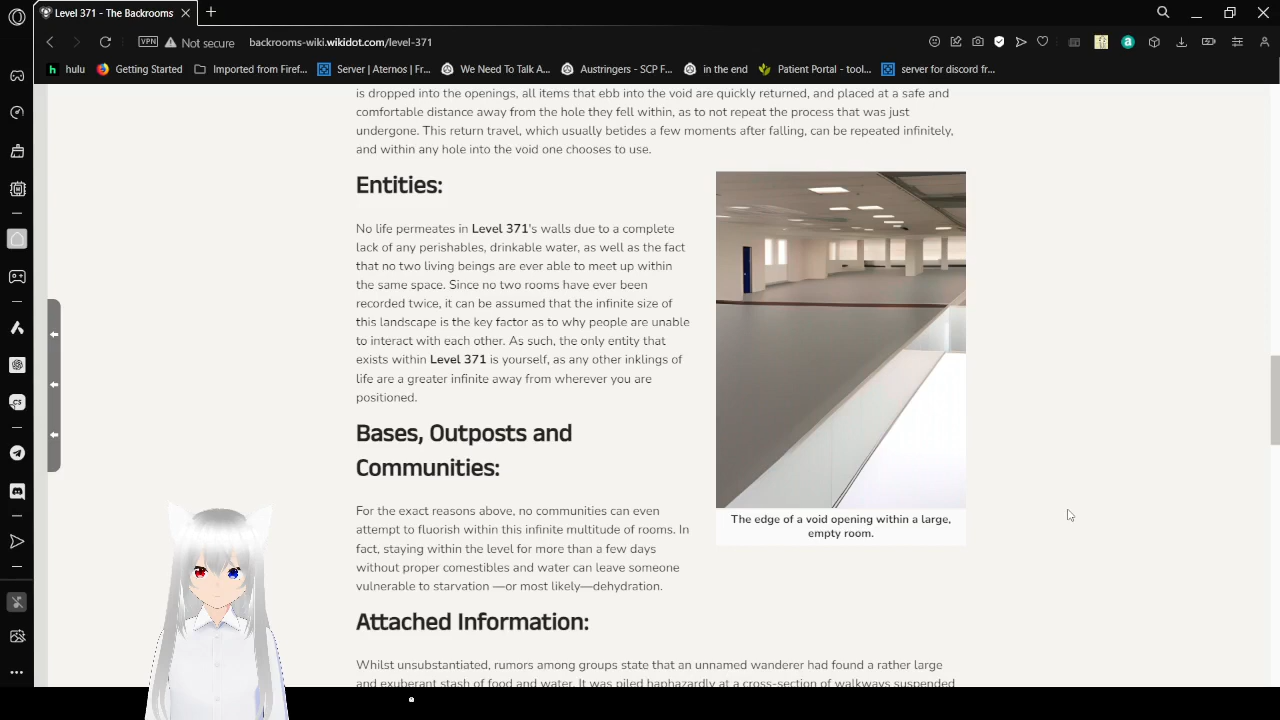 Level 371 - The Backrooms
VPN
Not secure
backrooms-wiki.wikidot.com/level-371
hulu
Getting Started
Imported from Firef...
Server | Aternos | Fr...
We Need To Talk A...
Austringers - SCP F...
in the end
Patient Portal - tool...
server for discord fr...
is dropped into the openings, all items that ebb into the void are quickly returned, and placed at a safe and
comfortable distance away from the hole they fell within, as to not repeat the process that was just
undergone. This return travel, which usually betides a few moments after falling, can be repeated infinitely,
and within any hole into the void one chooses to use.
Entities:
No life permeates in Level 371's walls due to a complete
lack of any perishables, drinkable water, as well as the fact
that no two living beings are ever able to meet up within
the same space. Since no two rooms have ever been
recorded twice, it can be assumed that the infinite size of
this landscape is the key factor as to why people are unable
to interact with each other. As such, the only entity that
exists within Level 371 is yourself, as any other inklings of
life are a greater infinite away from wherever you are
positioned.
The edge of a void opening within a large,
empty room.
Bases, Outposts and
Communities:
For the exact reasons above, no communities can even
attempt to fluorish within this infinite multitude of rooms. In
fact, staying within the level for more than a few days
without proper comestibles and water can leave someone
vulnerable to starvation —or most likely—dehydration.
Attached Information:
Whilst unsubstantiated, rumors among groups state that an unnamed wanderer had found a rather large
and exuberant stash of food and water. It was piled haphazardly at a cross-section of walkways suspended